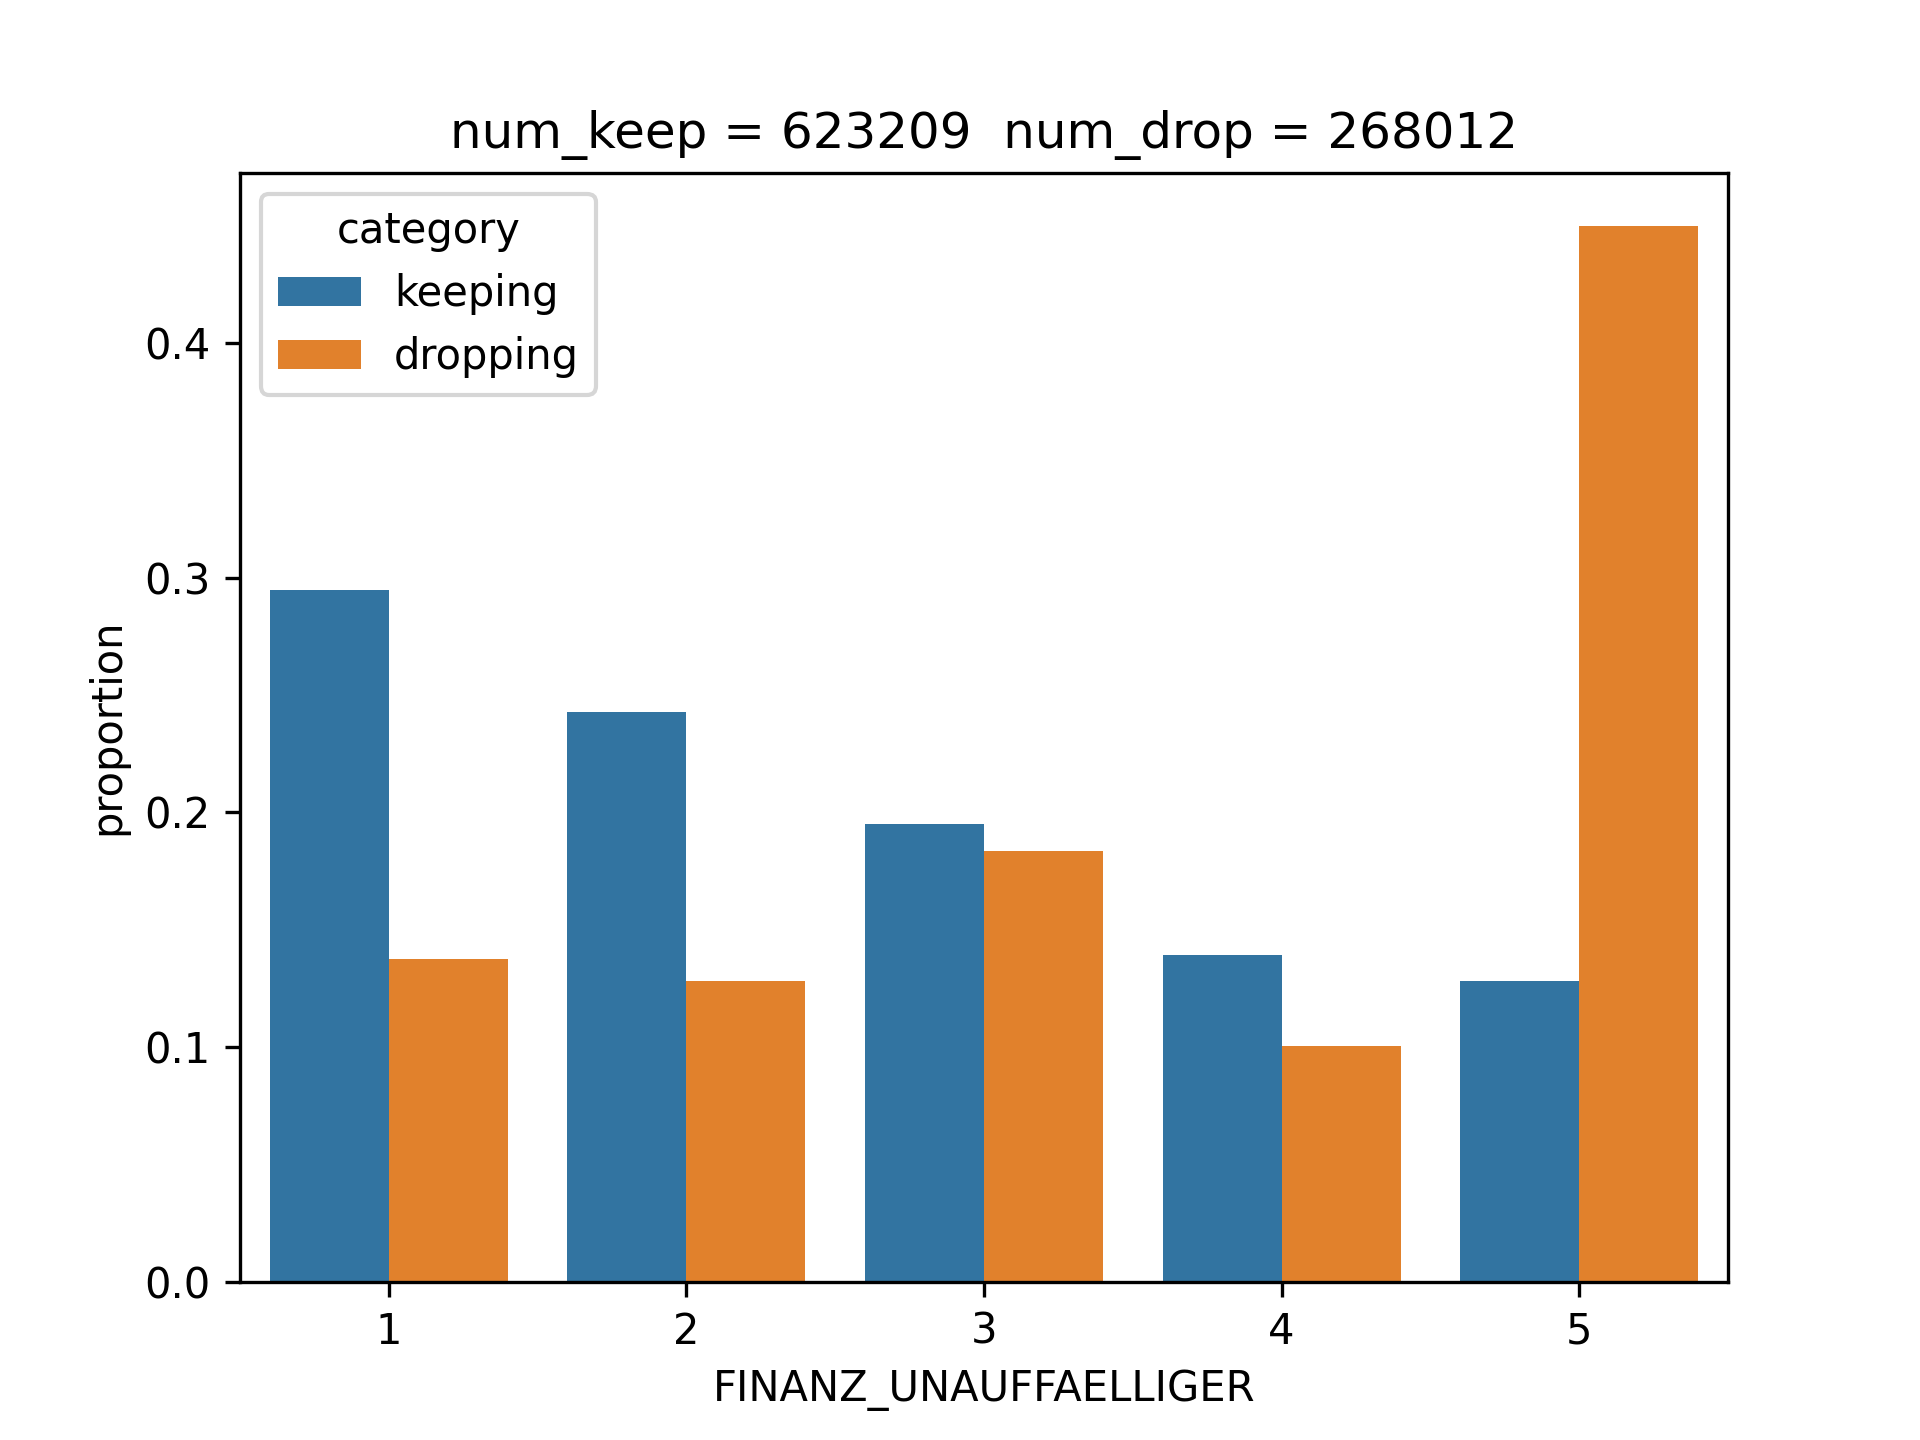 num_keep = 623209  num_drop = 268012
category
keeping
dropping
proportion
0.4
0.3
0.2
0.1
0.0
1 2 3 4 5
FINANZ_UNAUFFAELLIGER